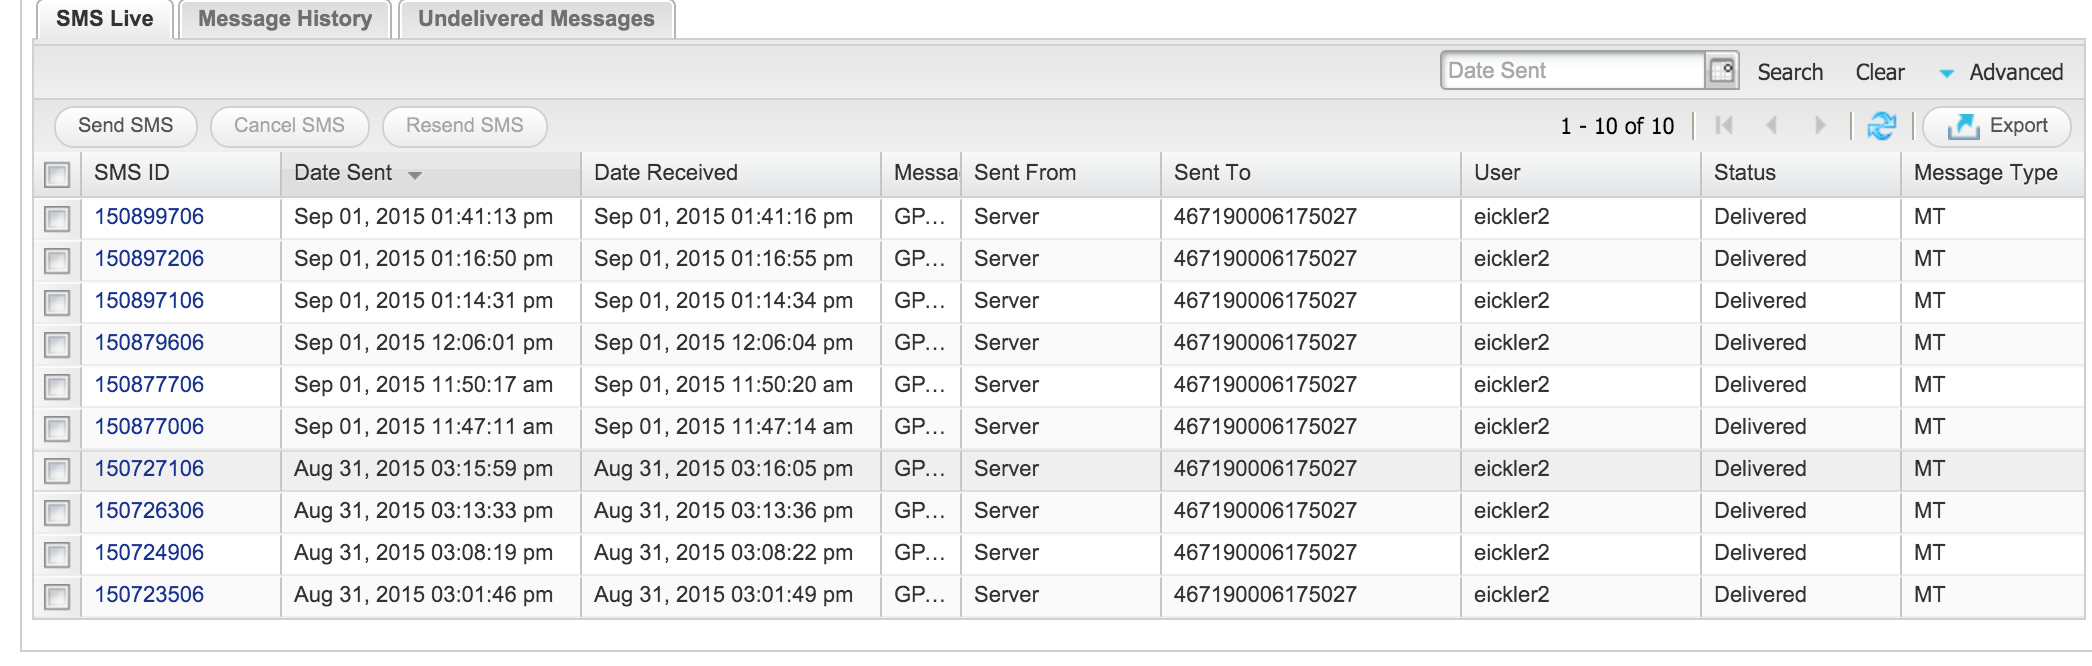 SMS Live Message History Undelivered Messages
Date Sent Search Clear Advanced
Send SMS Cancel SMS Resend SMS 1 - 10 of 10 Export
SMS ID Date Sent Date Received Messa Sent From Sent To User Status Message Type
150899706 Sep 01, 2015 01:41:13 pm Sep 01, 2015 01:41:16 pm GP... Server 467190006175027 eickler2 Delivered MT
150897206 Sep 01, 2015 01:16:50 pm Sep 01, 2015 01:16:55 pm GP... Server 467190006175027 eickler2 Delivered MT
150897106 Sep 01, 2015 01:14:31 pm Sep 01, 2015 01:14:34 pm GP... Server 467190006175027 eickler2 Delivered MT
150879606 Sep 01, 2015 12:06:01 pm Sep 01, 2015 12:06:04 pm GP... Server 467190006175027 eickler2 Delivered MT
150877706 Sep 01, 2015 11:50:17 am Sep 01, 2015 11:50:20 am GP... Server 467190006175027 eickler2 Delivered MT
150877006 Sep 01, 2015 11:47:11 am Sep 01, 2015 11:47:14 am GP... Server 467190006175027 eickler2 Delivered MT
150727106 Aug 31, 2015 03:15:59 pm Aug 31, 2015 03:16:05 pm GP... Server 467190006175027 eickler2 Delivered MT
150726306 Aug 31, 2015 03:13:33 pm Aug 31, 2015 03:13:36 pm GP... Server 467190006175027 eickler2 Delivered MT
150724906 Aug 31, 2015 03:08:19 pm Aug 31, 2015 03:08:22 pm GP... Server 467190006175027 eickler2 Delivered MT
150723506 Aug 31, 2015 03:01:46 pm Aug 31, 2015 03:01:49 pm GP... Server 467190006175027 eickler2 Delivered MT